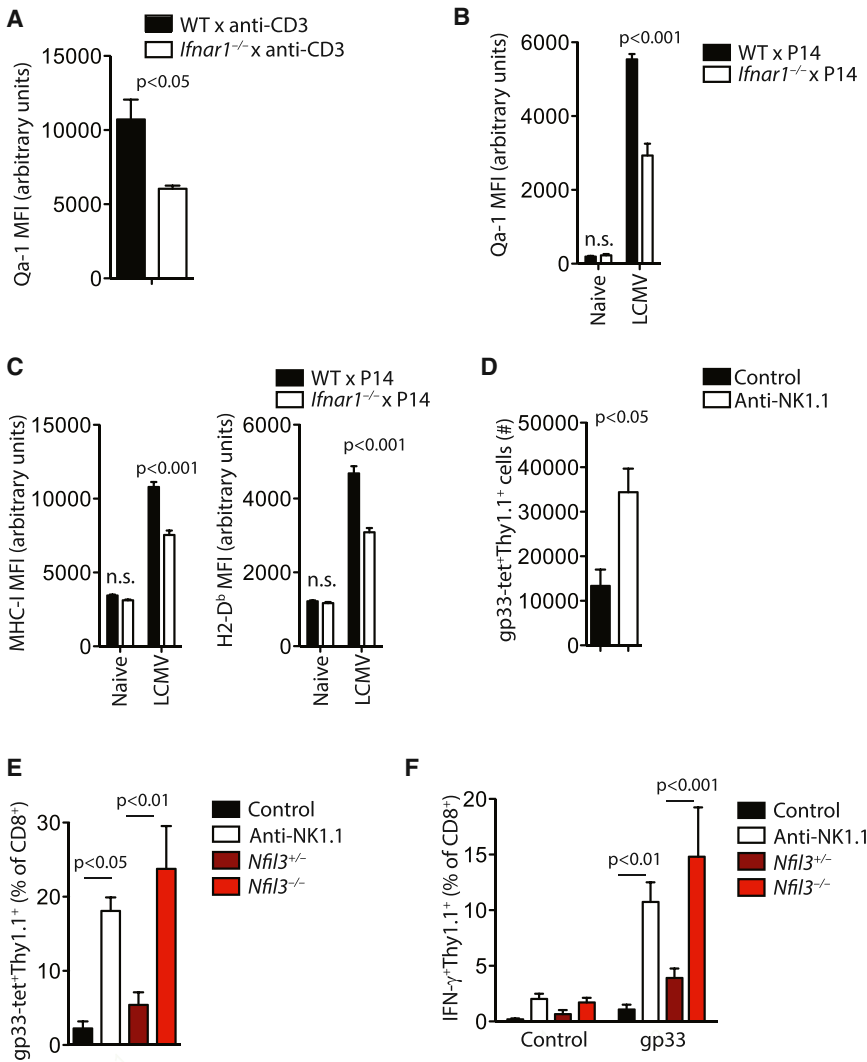 A
WT x anti-CD3
Ifnar1⁻/⁻ x anti-CD3
Qa-1 MFI (arbitrary units)
15000
10000
5000
0
p<0.05
B
WT x P14
Ifnar1⁻/⁻ x P14
Qa-1 MFI (arbitrary units)
6000
4000
2000
0
p<0.001
n.s.
Naive
LCMV
C
WT x P14
Ifnar1⁻/⁻ x P14
MHC-I MFI (arbitrary units)
15000
10000
5000
0
p<0.001
n.s.
Naive
LCMV
H2-Dᵇ MFI (arbitrary units)
6000
4000
2000
0
p<0.001
n.s.
Naive
LCMV
D
Control
Anti-NK1.1
gp33-tet⁺Thy1.1⁺ cells (#)
50000
40000
30000
20000
10000
0
p<0.05
E
Control
Anti-NK1.1
Nfil3⁺/⁻
Nfil3⁻/⁻
gp33-tet⁺Thy1.1⁺ (% of CD8⁺)
30
20
10
0
p<0.05
p<0.01
F
Control
Anti-NK1.1
Nfil3⁺/⁻
Nfil3⁻/⁻
IFN-γ⁺Thy1.1⁺ (% of CD8⁺)
20
15
10
5
0
p<0.01
p<0.001
Control
gp33